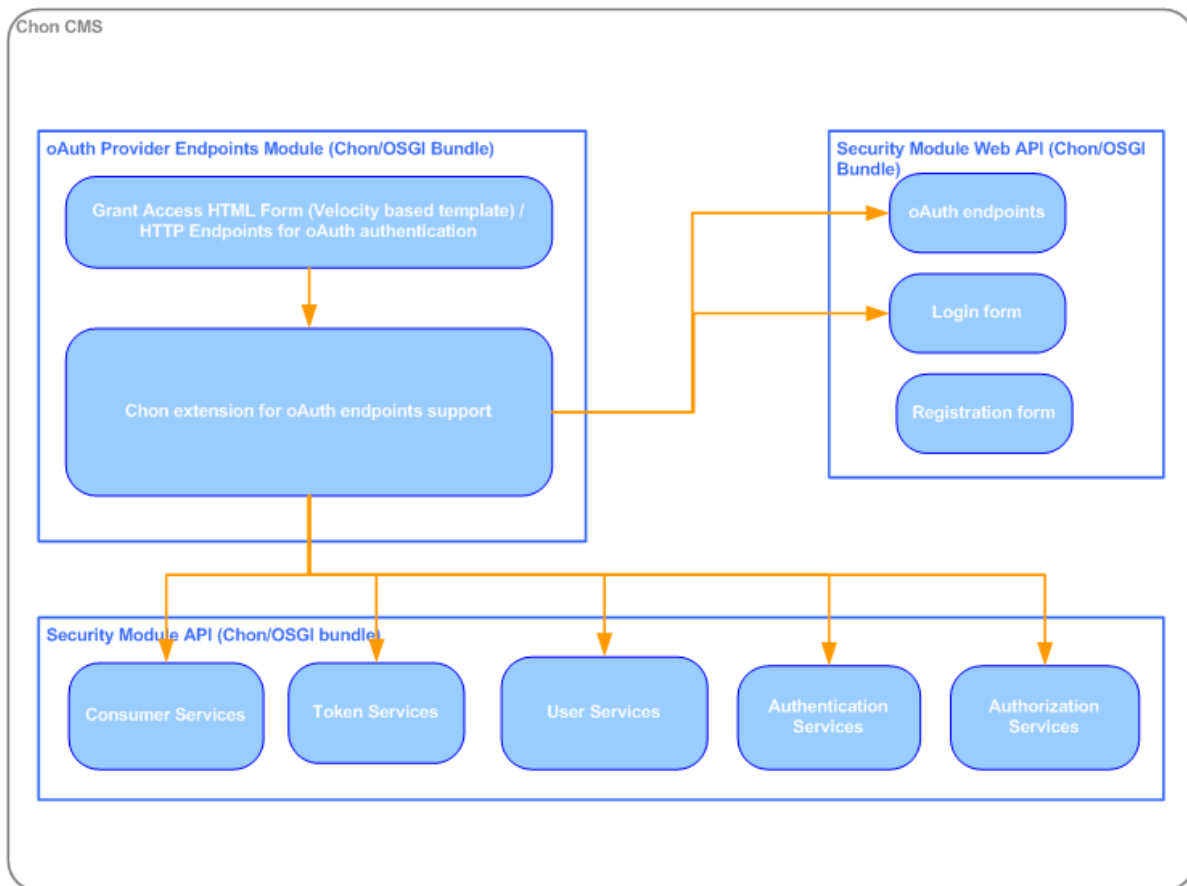 Chon CMS
oAuth Provider Endpoints Module (Chon/OSGI Bundle)
Grant Access HTML Form (Velocity based template) /
HTTP Endpoints for oAuth authentication
Chon extension for oAuth endpoints support
Security Module Web API (Chon/OSGI
Bundle)
oAuth endpoints
Login form
Registration form
Security Module API (Chon/OSGI bundle)
Consumer Services
Token Services
User Services
Authentication
Services
Authorization
Services